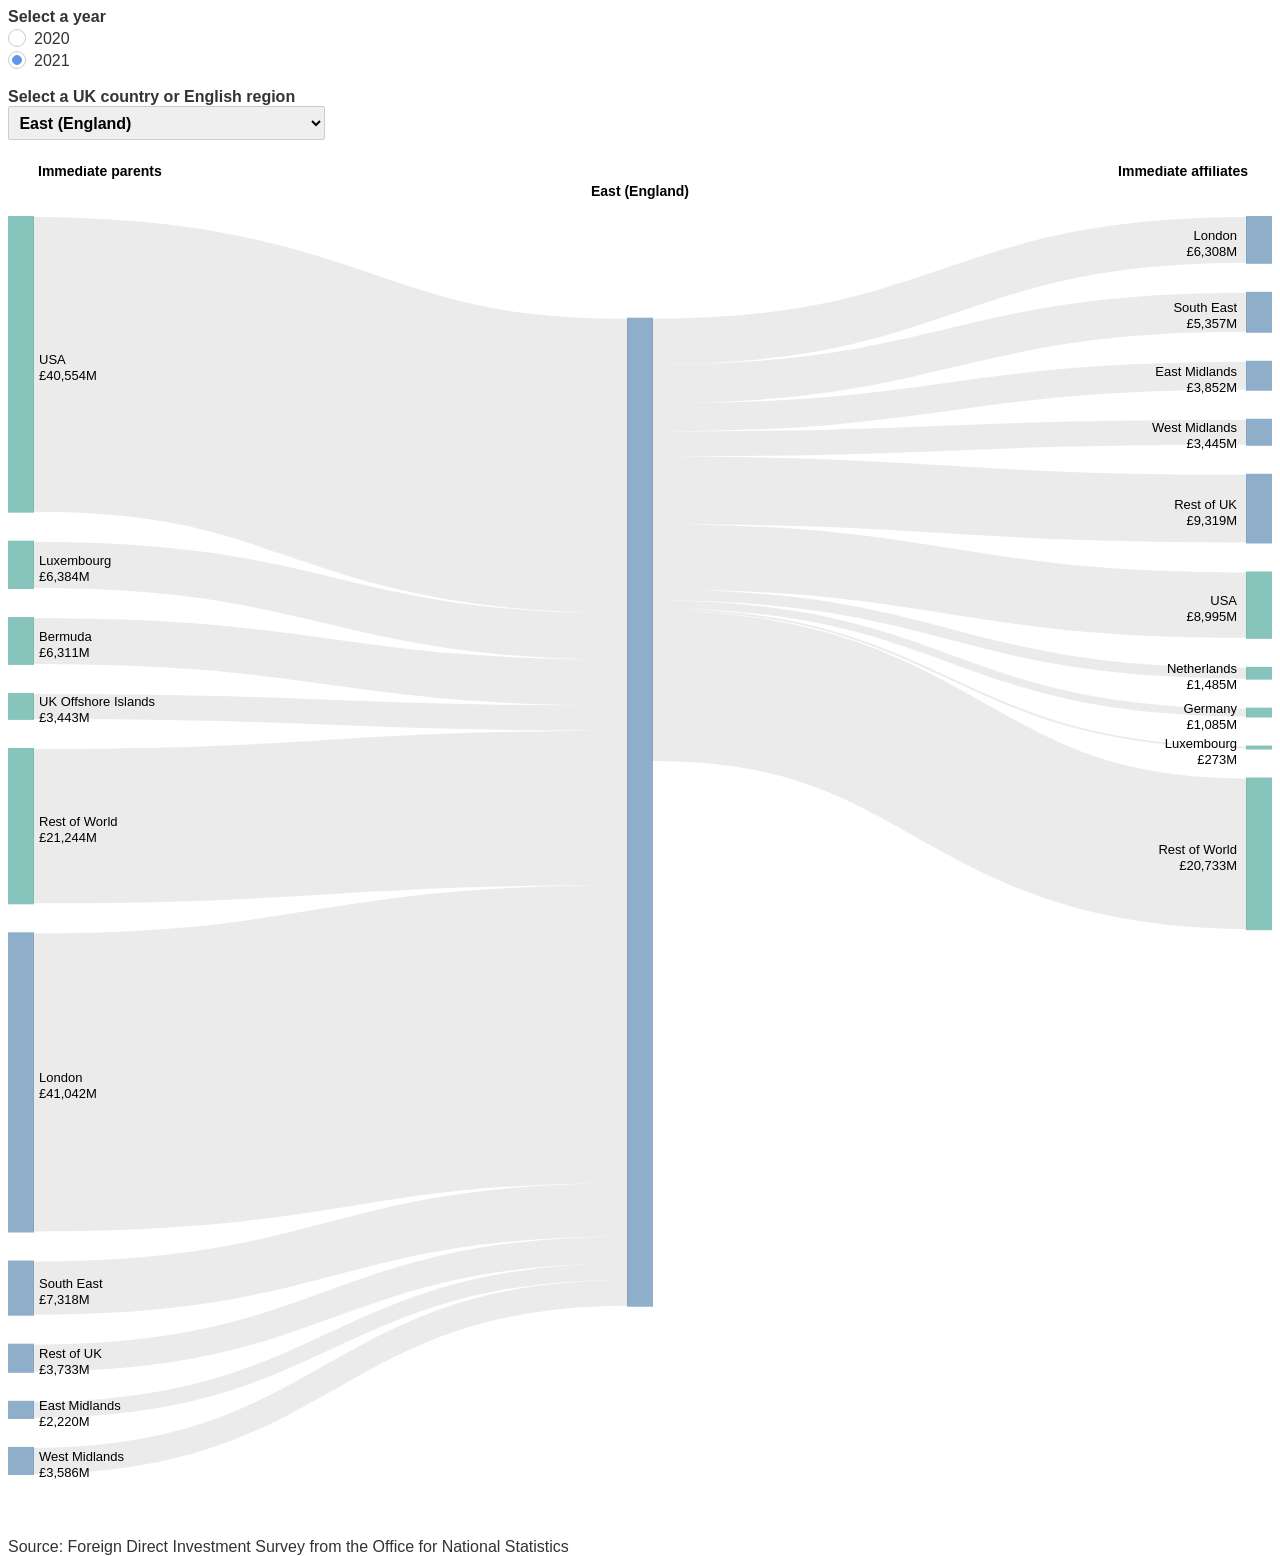 Select a year
2020
2021
Select a UK country or English region
East (England)
Immediate parents
East (England)
Immediate affiliates
USA
£40,554M
Luxembourg
£6,384M
Bermuda
£6,311M
UK Offshore Islands
£3,443M
Rest of World
£21,244M
London
£41,042M
South East
£7,318M
Rest of UK
£3,733M
East Midlands
£2,220M
West Midlands
£3,586M
London
£6,308M
South East
£5,357M
East Midlands
£3,852M
West Midlands
£3,445M
Rest of UK
£9,319M
USA
£8,995M
Netherlands
£1,485M
Germany
£1,085M
Luxembourg
£273M
Rest of World
£20,733M
Source: Foreign Direct Investment Survey from the Office for National Statistics